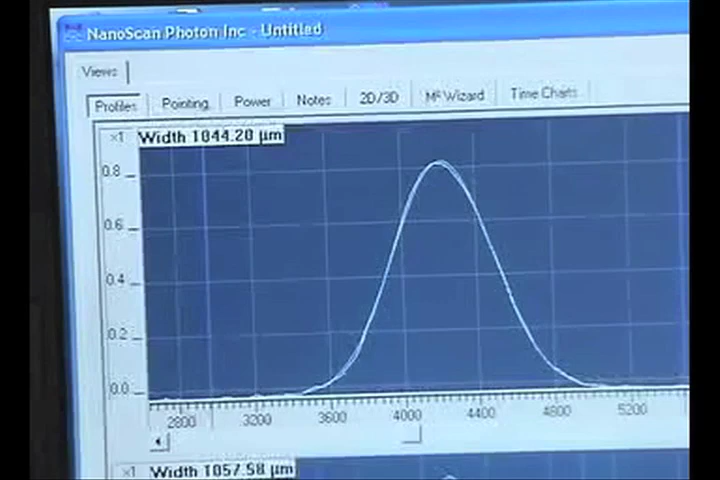 NanoScan Photon Inc - Untitled
Views
Profiles Pointing Power Notes 2D/3D M² Wizard Time Charts
×1 Width 1044.20 µm
0.8
0.6
0.4
0.2
0.0
2800 3200 3600 4000 4400 4800 5200
×1 Width 1057.58 µm